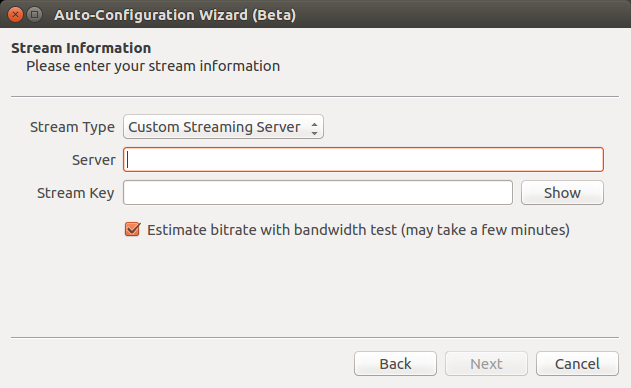 Auto-Configuration Wizard (Beta)
Stream Information
Please enter your stream information
Stream Type Custom Streaming Server
Server
Stream Key Show
Estimate bitrate with bandwidth test (may take a few minutes)
Back Next Cancel